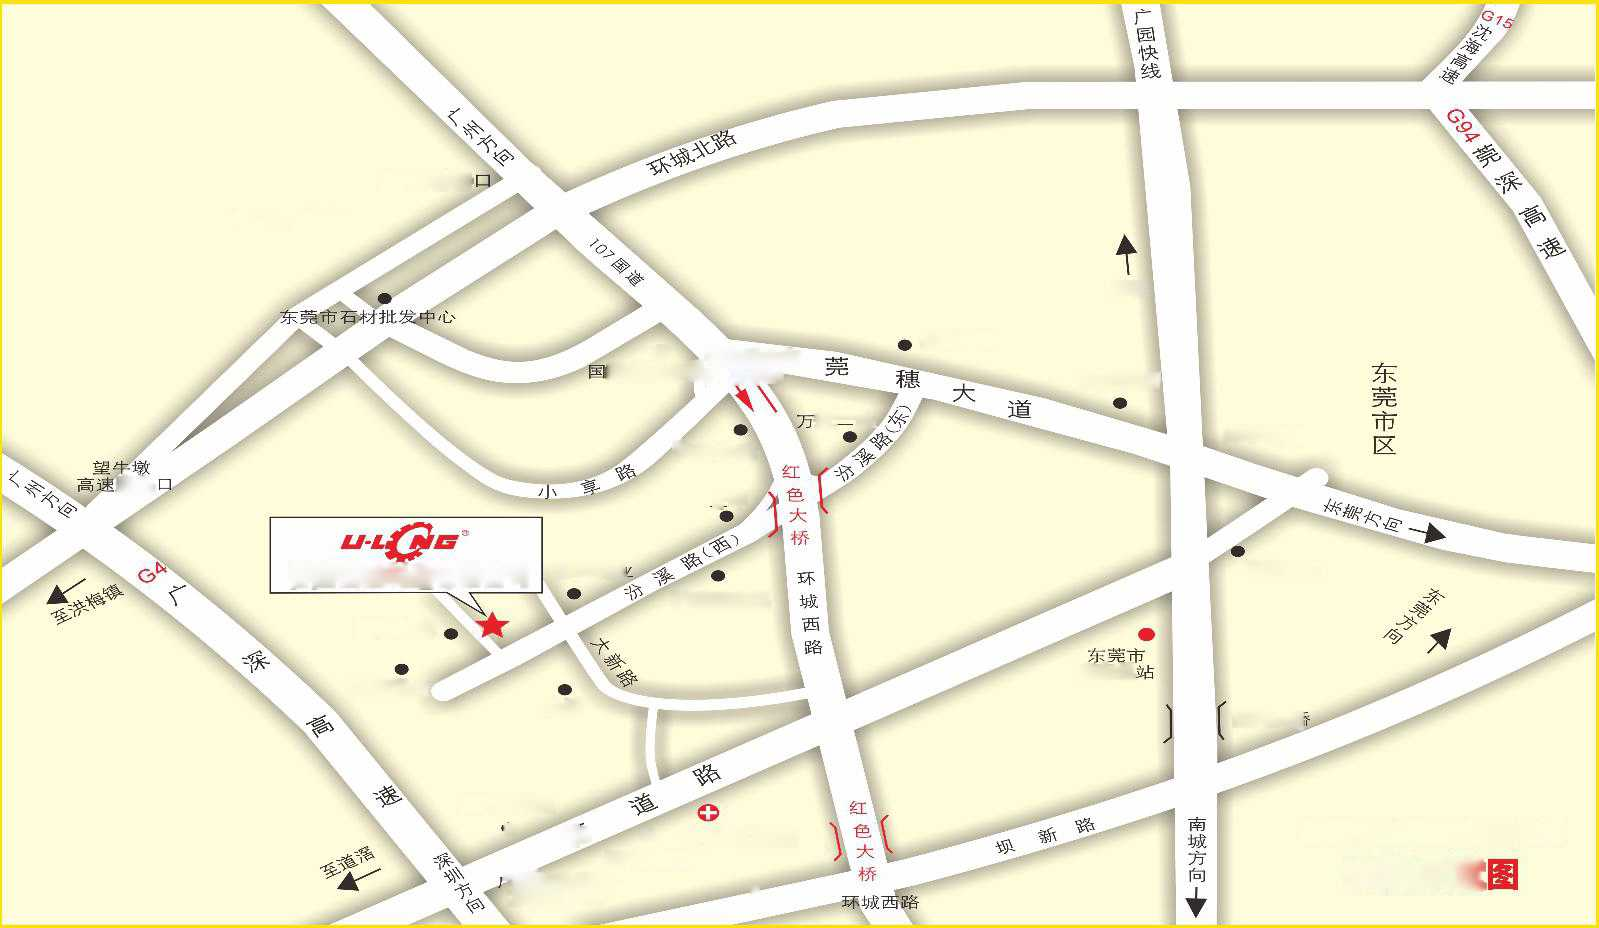 G15
沈海高速
广园快线
广州方向
G94
莞深高速
环城北路
口
107国道
东莞市石材批发中心
国
莞穗大道
东莞市区
万一
汾溪路(东)
望牛墩
高速
口
小享路
广州方向
红色大桥
东莞方向
U-LONG®
汾溪路(西)
G4
广深高速
至洪梅镇
环城西路
大新路
东莞方向
东莞市
站
道路
红色大桥
坝新路
南城方向
至道滘
深圳方向
环城西路
图